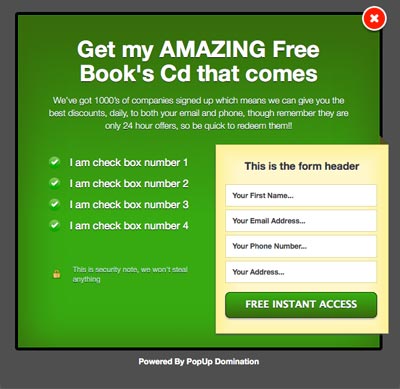 Get my AMAZING Free
Book's Cd that comes
We've got 1000's of companies signed up which means we can give you the
best discounts, daily, to both your email and phone, though remember they are
only 24 hour offers, so be quick to redeem them!!
I am check box number 1
I am check box number 2
I am check box number 3
I am check box number 4
This is security note, we won't steal
anything
This is the form header
Your First Name...
Your Email Address...
Your Phone Number...
Your Address...
FREE INSTANT ACCESS
Powered By PopUp Domination